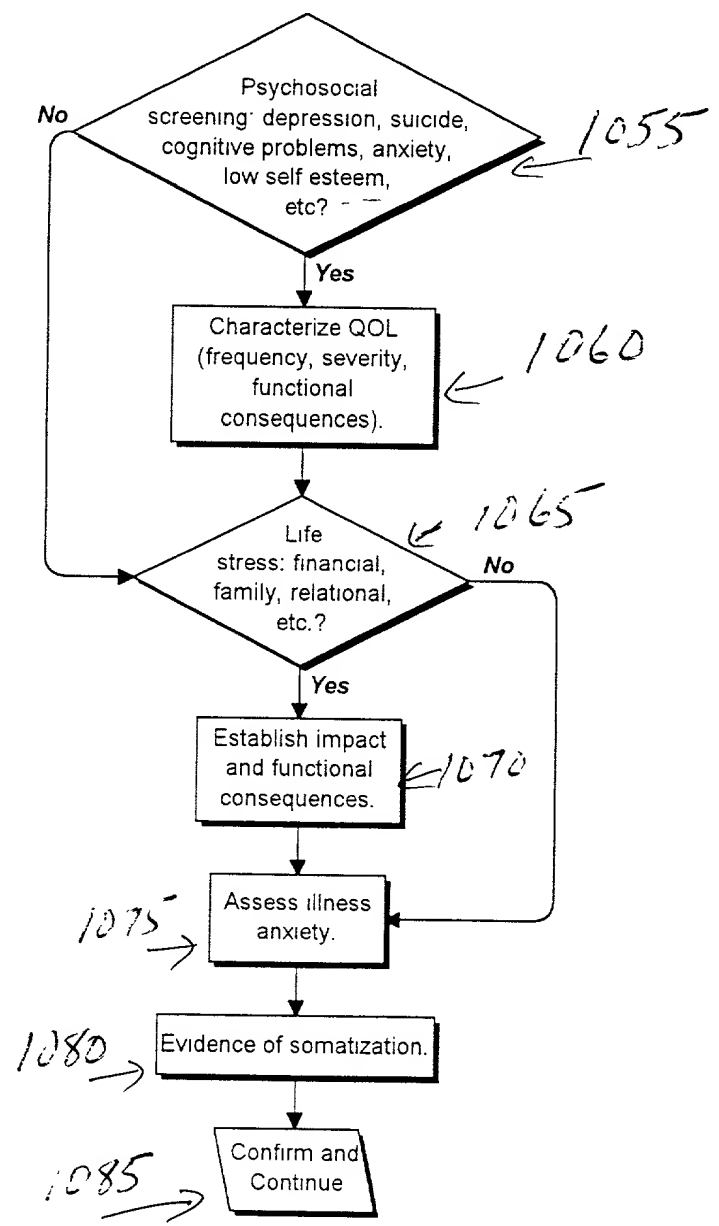 Psychosocial
No
screening: depression, suicide,
cognitive problems, anxiety,
low self esteem,
etc?
1055
Yes
Characterize QOL
(frequency, severity,
functional
consequences).
1060
1065
Life
stress: financial,
family, relational,
etc.?
No
Yes
Establish impact
and functional
consequences.
1070
Assess illness
anxiety.
1075
Evidence of somatization.
1080
Confirm and
Continue
1085